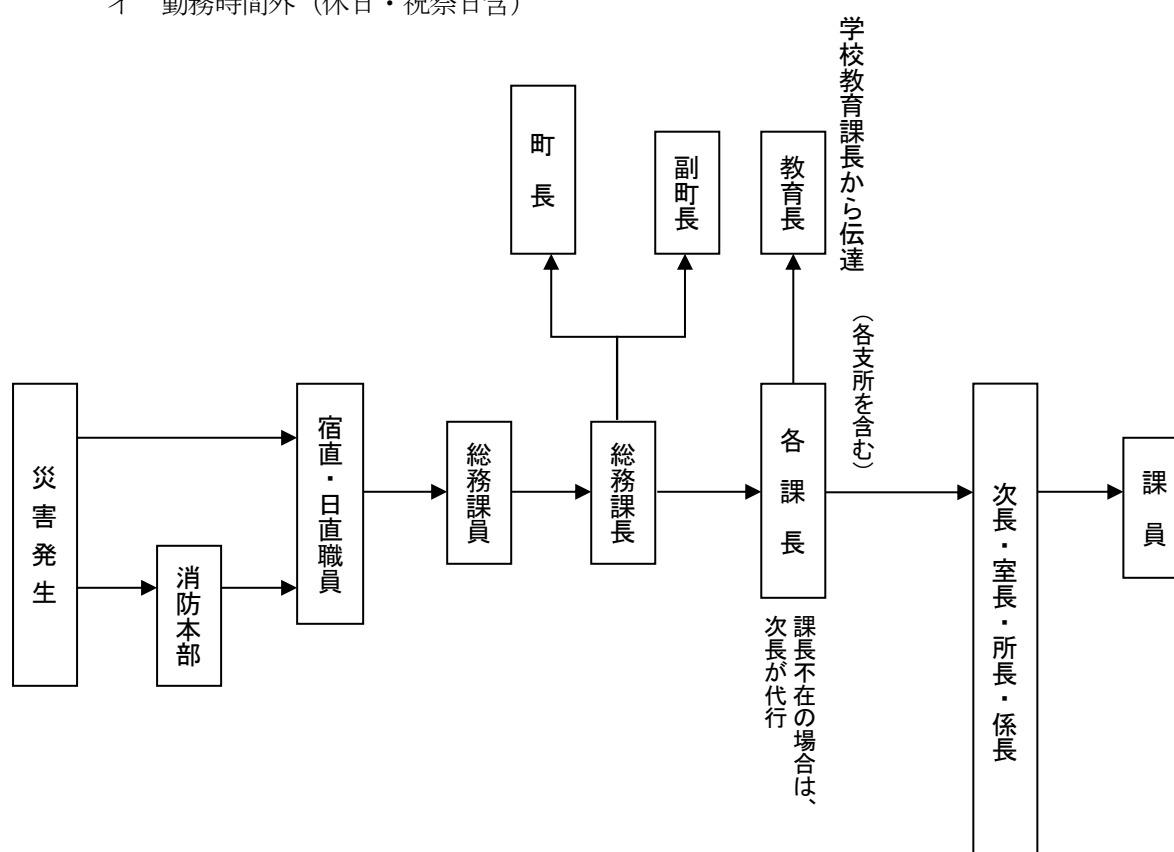 イ 勤務時間外（休日・祝祭日含）
学校教育課長から伝達
町長
副町長
教育長
（各支所を含む）
災害発生
消防本部
宿直・日直職員
総務課員
総務課長
各課長
課長不在の場合は、
次長が代行
次長・室長・所長・係長
課員